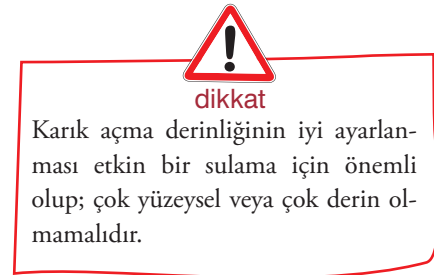 dikkat
Karık açma derinliğinin iyi ayarlan-
ması etkin bir sulama için önemli
olup; çok yüzeysel veya çok derin ol-
mamalıdır.